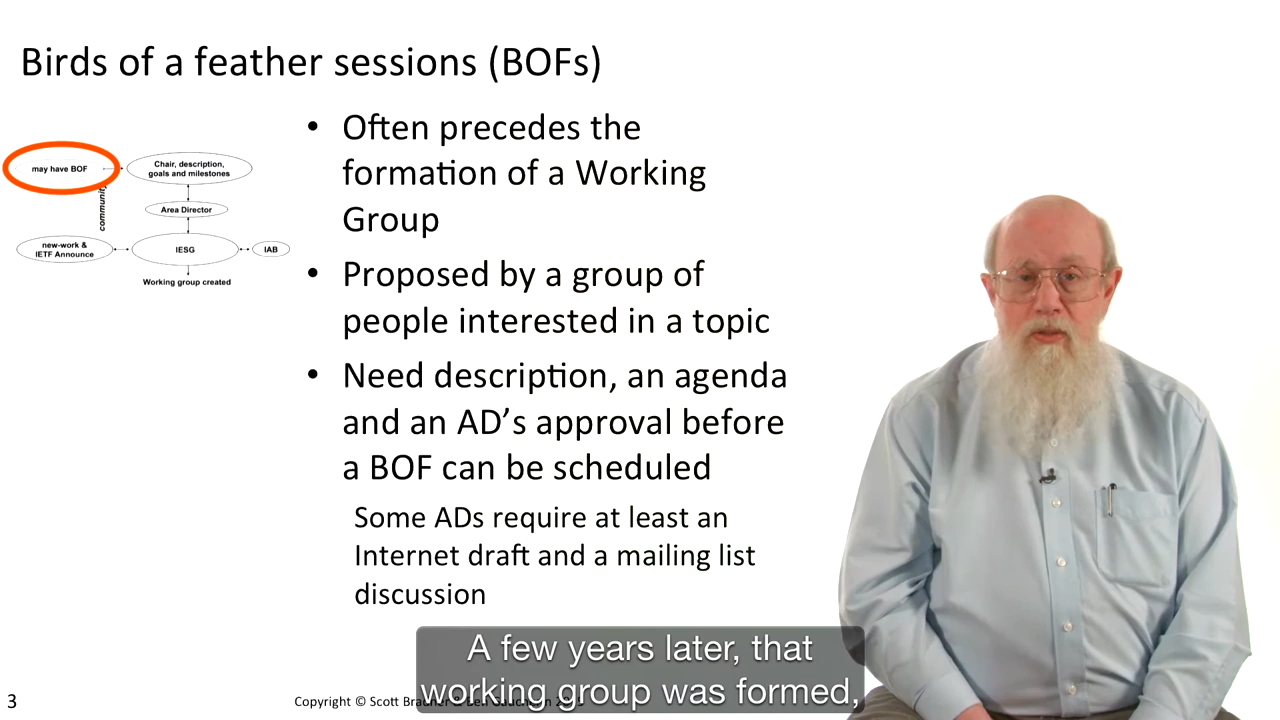 Birds of a feather sessions (BOFs)
may have BOF
Chair, description,
goals and milestones
community
Area Director
new-work &
IETF Announce
IESG
IAB
Working group created
• Often precedes the
formation of a Working
Group
• Proposed by a group of
people interested in a topic
• Need description, an agenda
and an AD’s approval before
a BOF can be scheduled
Some ADs require at least an
Internet draft and a mailing list
discussion
A few years later, that
working group was formed,
3
Copyright © Scott